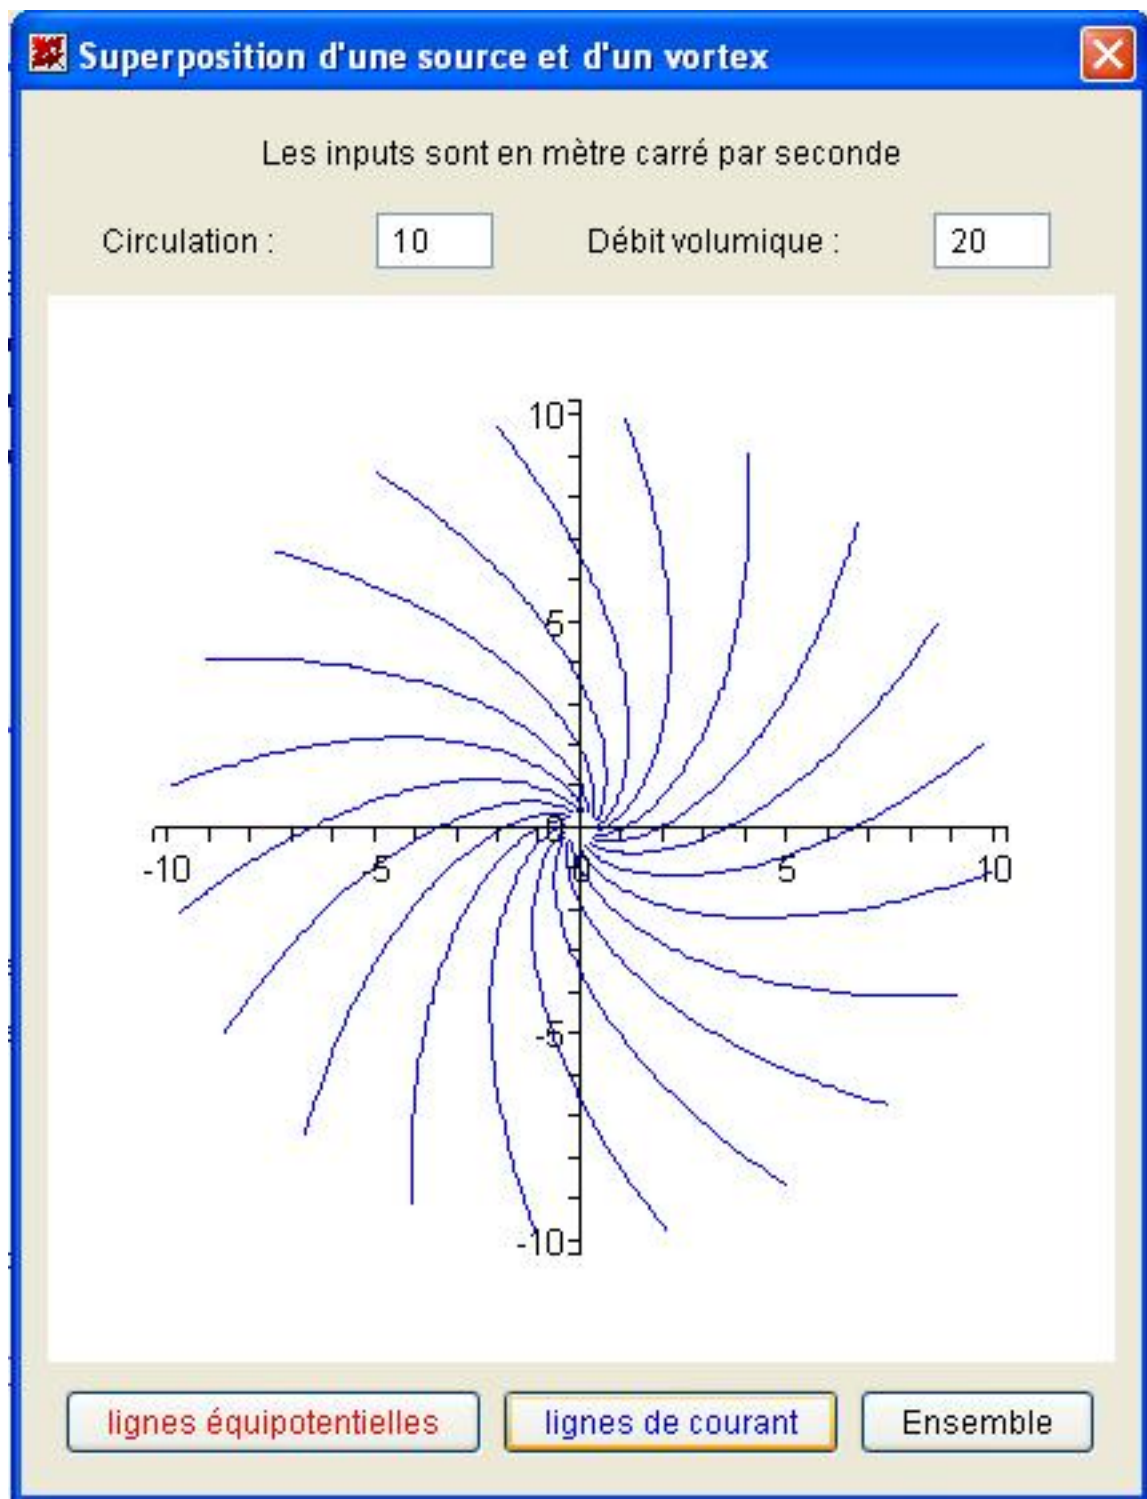 Superposition d'une source et d'un vortex
Les inputs sont en mètre carré par seconde
Circulation : 10 Débit volumique : 20
10
5
0
-10 -5 0 5 10
-5
-10
lignes équipotentielles lignes de courant Ensemble